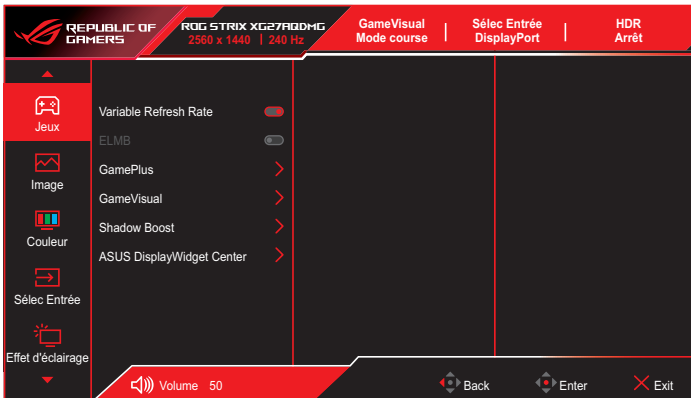 REPUBLIC OF
GAMERS
ROG STRIX XG27AQDMG
2560 x 1440 | 240 Hz
GameVisual
Mode course
Sélec Entrée
DisplayPort
HDR
Arrêt
Jeux
Image
Couleur
Sélec Entrée
Effet d'éclairage
Variable Refresh Rate
ELMB
GamePlus
GameVisual
Shadow Boost
ASUS DisplayWidget Center
Volume 50
Back
Enter
Exit